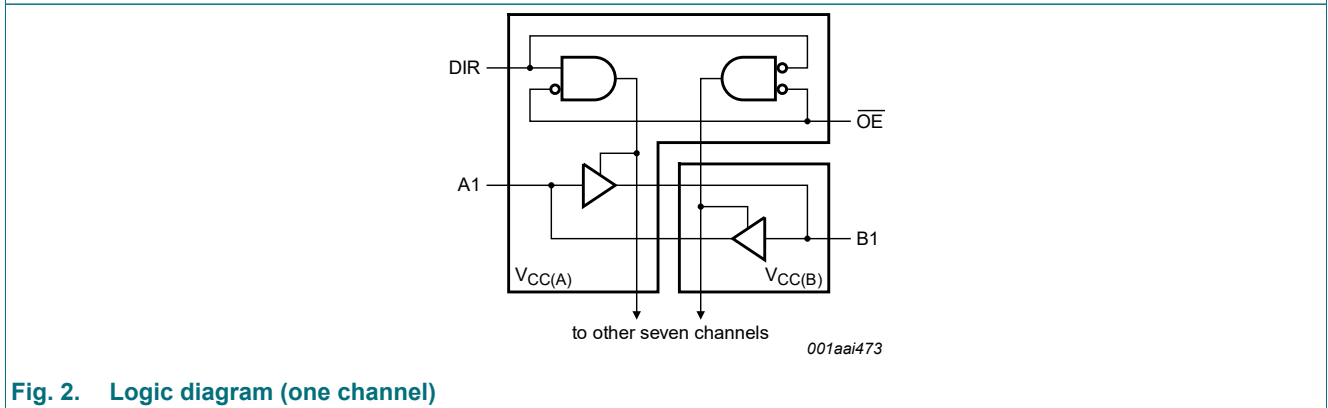 DIR
OE
A1
B1
VCC(A)
VCC(B)
to other seven channels
001aai473
Fig. 2. Logic diagram (one channel)